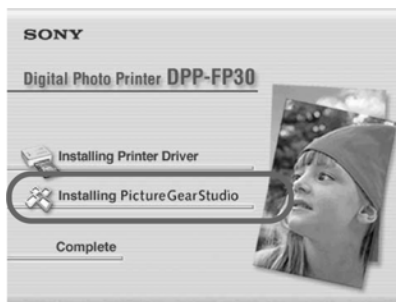 SONY
Digital Photo Printer DPP-FP30
Installing Printer Driver
Installing PictureGearStudio
Complete